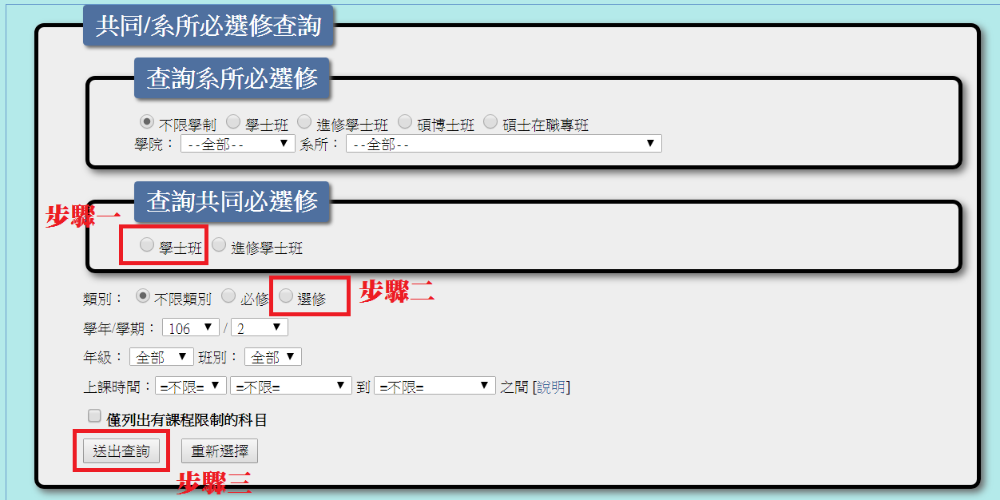 共同/系所必選修查詢
查詢系所必選修
不限學制 學士班 進修學士班 碩博士班 碩士在職專班
學院： --全部-- 系所： --全部--
查詢共同必選修
步驟一
學士班 進修學士班
類別： 不限類別 必修 選修 步驟二
學年/學期： 106 / 2
年級： 全部 班別： 全部
上課時間： =不限= =不限= 到 =不限= 之間 [說明]
僅列出有課程限制的科目
送出查詢 重新選擇
步驟三